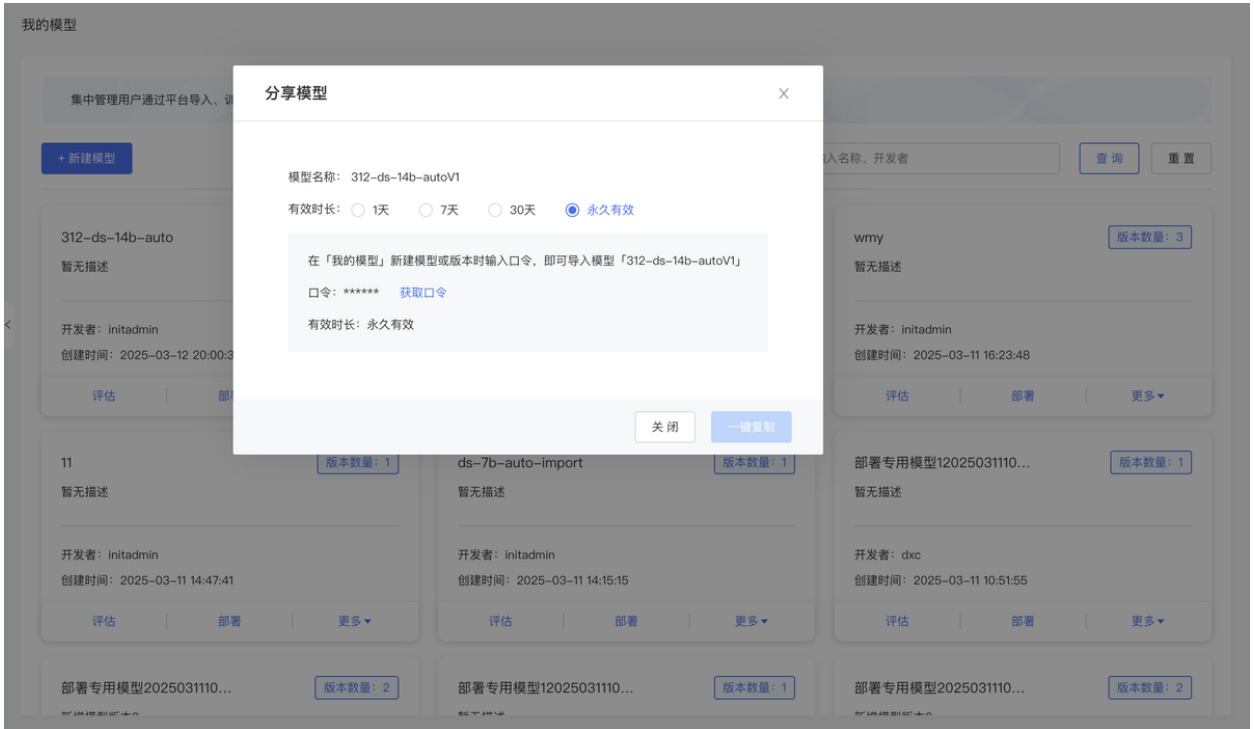 我的模型
集中管理用户通过平台导入、训
+ 新建模型
入名称、开发者
查 询
重 置
分享模型
模型名称： 312-ds-14b-autoV1
有效时长： 1天 7天 30天 永久有效
在「我的模型」新建模型或版本时输入口令，即可导入模型「312-ds-14b-autoV1」
口令：****** 获取口令
有效时长：永久有效
关 闭
一键复制
312-ds-14b-auto
暂无描述
开发者：initadmin
创建时间：2025-03-12 20:00:3
评估
部
wmy
版本数量：3
暂无描述
开发者：initadmin
创建时间：2025-03-11 16:23:48
评估 部署 更多
11
版本数量：1
暂无描述
开发者：initadmin
创建时间：2025-03-11 14:47:41
评估 部署 更多
ds-7b-auto-import
版本数量：1
暂无描述
开发者：initadmin
创建时间：2025-03-11 14:15:15
评估 部署 更多
部署专用模型12025031110...
版本数量：1
暂无描述
开发者：dxc
创建时间：2025-03-11 10:51:55
评估 部署 更多
部署专用模型2025031110...
版本数量：2
部署专用模型12025031110...
版本数量：1
部署专用模型2025031110...
版本数量：2